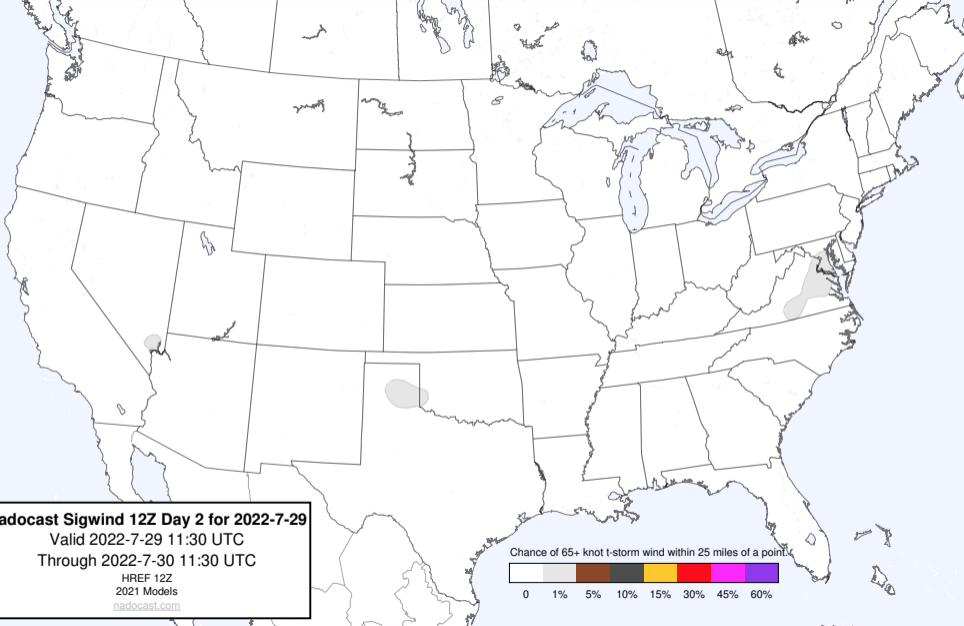 adocast Sigwind 12Z Day 2 for 2022-7-29
Valid 2022-7-29 11:30 UTC
Through 2022-7-30 11:30 UTC
HREF 12Z
2021 Models
nadocast.com
Chance of 65+ knot t-storm wind within 25 miles of a point.
0 1% 5% 10% 15% 30% 45% 60%